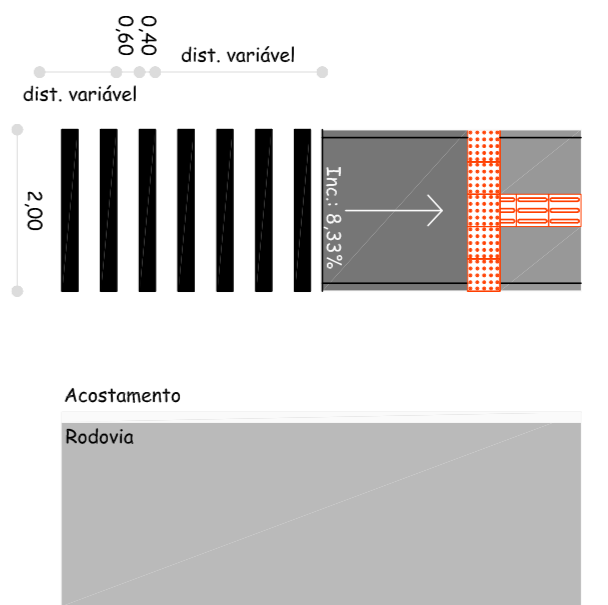 0,60
0,40
dist. variável
dist. variável
2,00
Inc.: 8,33%
Acostamento
Rodovia